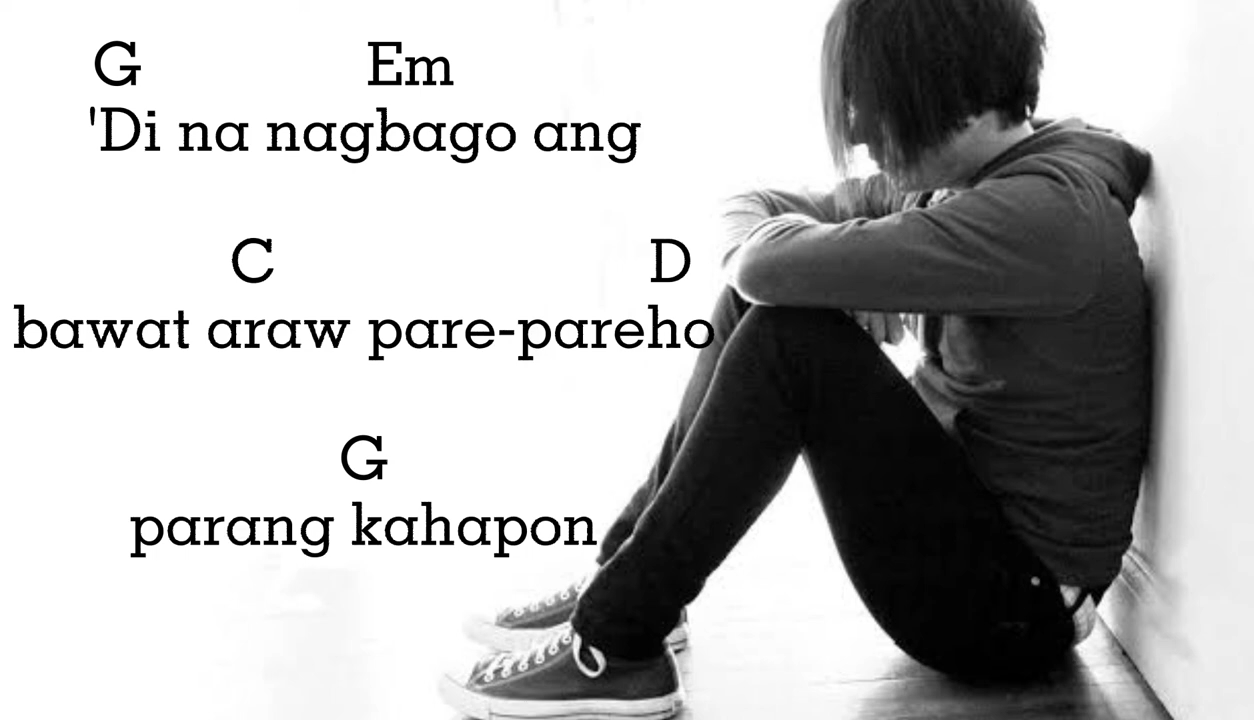 G Em
'Di na nagbago ang
C D
bawat araw pare-pareho
G
parang kahapon